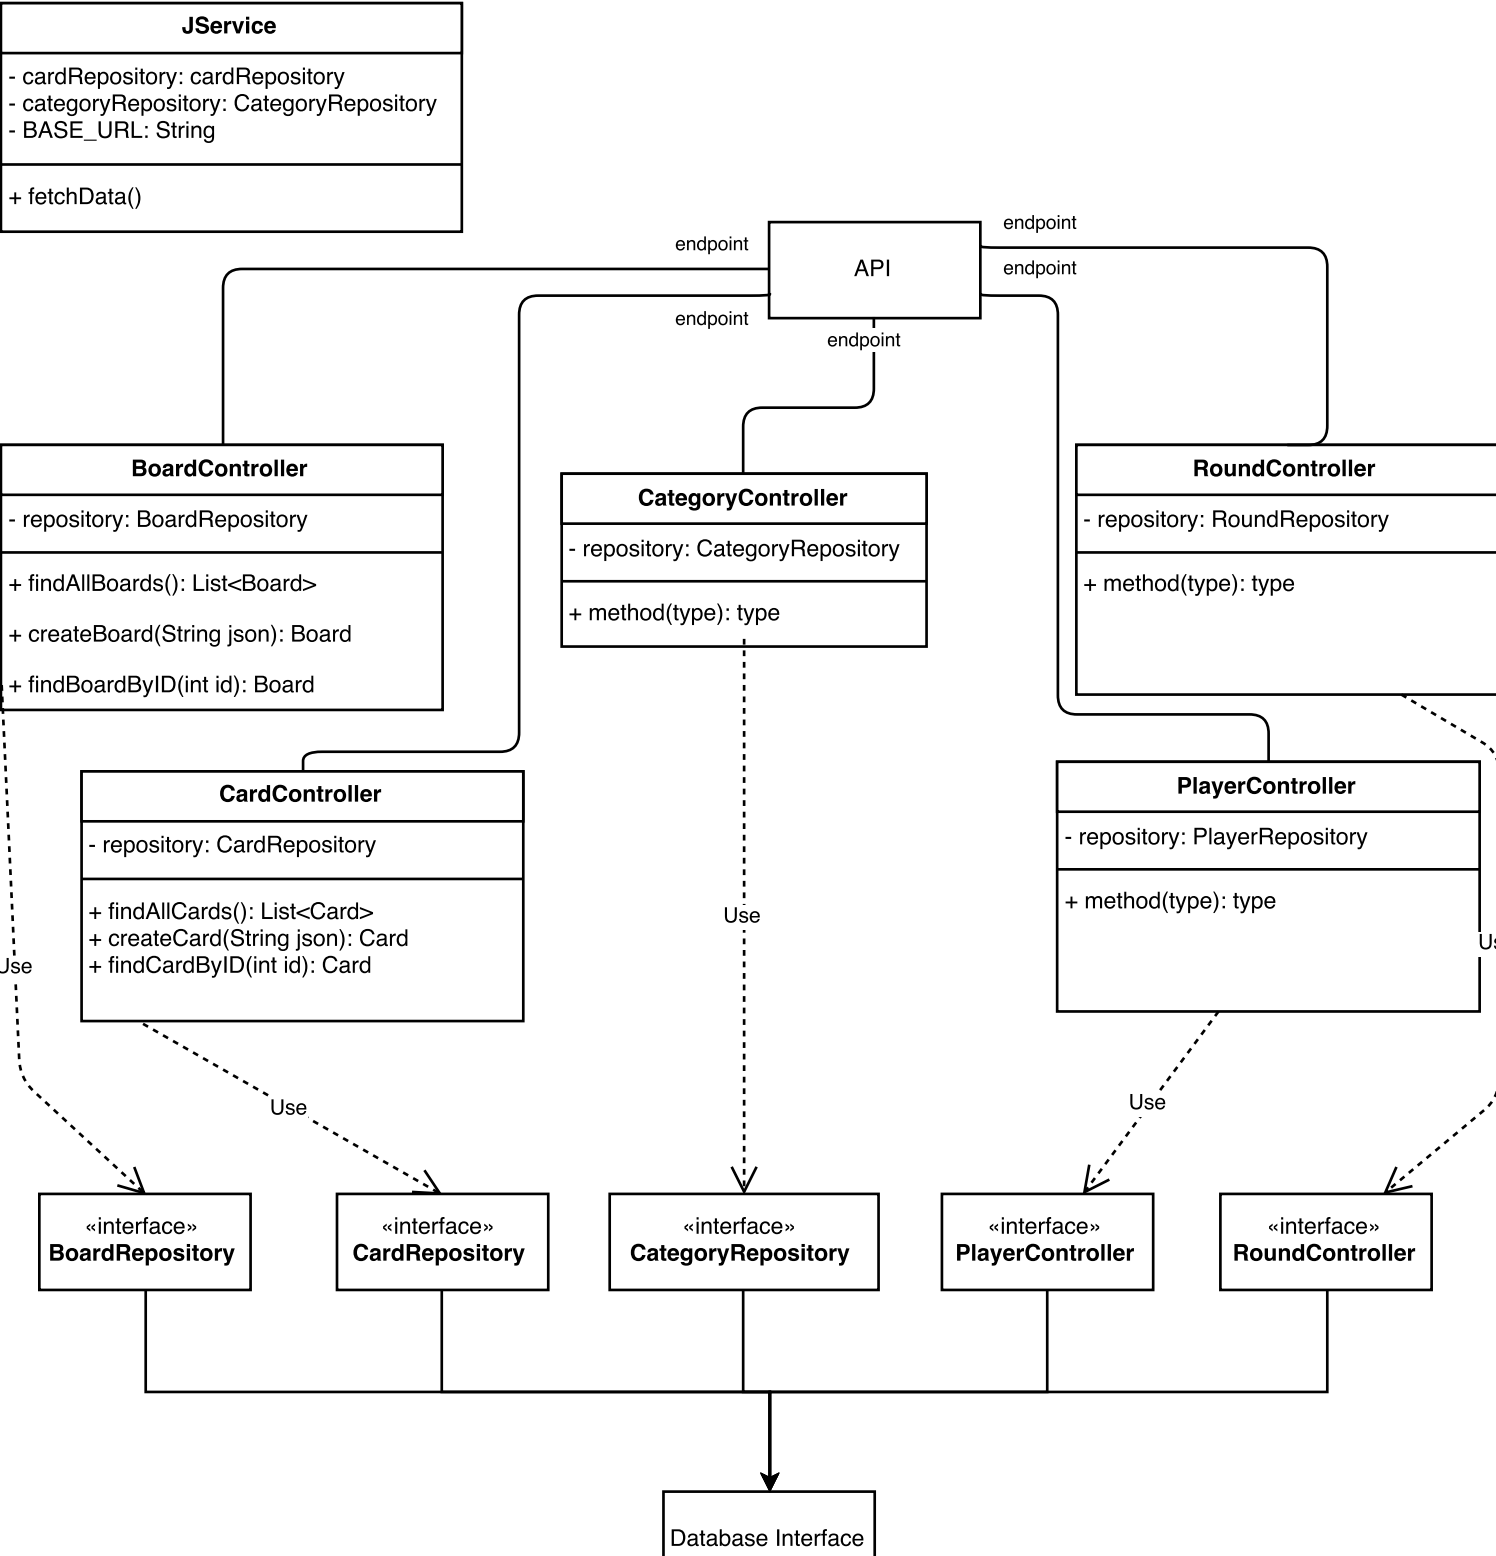 JService
- cardRepository: cardRepository
- categoryRepository: CategoryRepository
- BASE_URL: String
+ fetchData()
endpoint
endpoint
API
endpoint
endpoint
endpoint
BoardController
- repository: BoardRepository
+ findAllBoards(): List<Board>
+ createBoard(String json): Board
+ findBoardByID(int id): Board
CategoryController
- repository: CategoryRepository
+ method(type): type
RoundController
- repository: RoundRepository
+ method(type): type
CardController
- repository: CardRepository
+ findAllCards(): List<Card>
+ createCard(String json): Card
+ findCardByID(int id): Card
PlayerController
- repository: PlayerRepository
+ method(type): type
Use
Use
Use
Use
«interface»
BoardRepository
«interface»
CardRepository
«interface»
CategoryRepository
«interface»
PlayerController
«interface»
RoundController
Database Interface